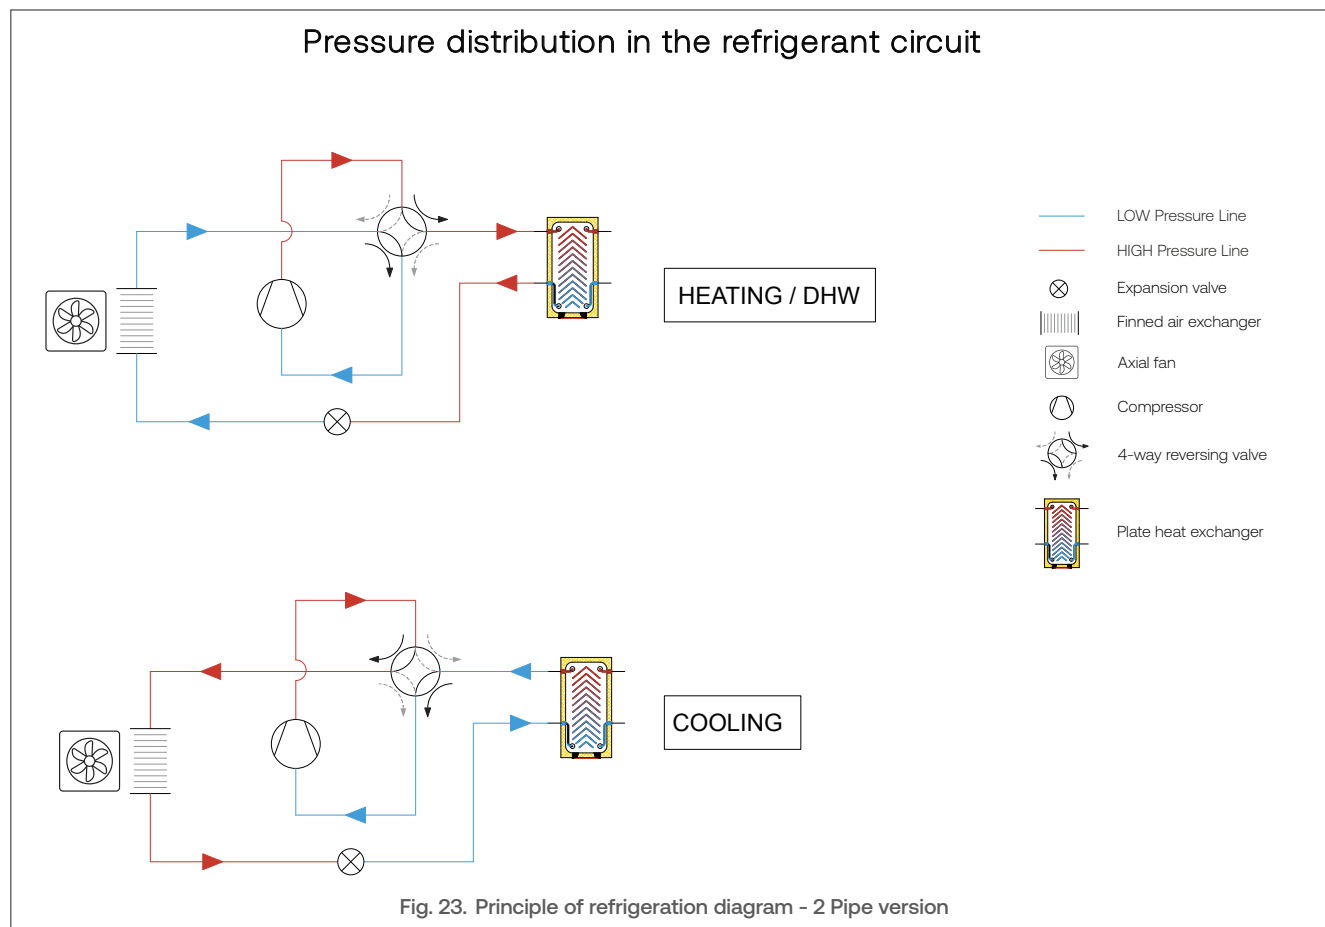 Pressure distribution in the refrigerant circuit
HEATING / DHW
LOW Pressure Line
HIGH Pressure Line
Expansion valve
Finned air exchanger
Axial fan
Compressor
4-way reversing valve
Plate heat exchanger
COOLING
Fig. 23. Principle of refrigeration diagram - 2 Pipe version